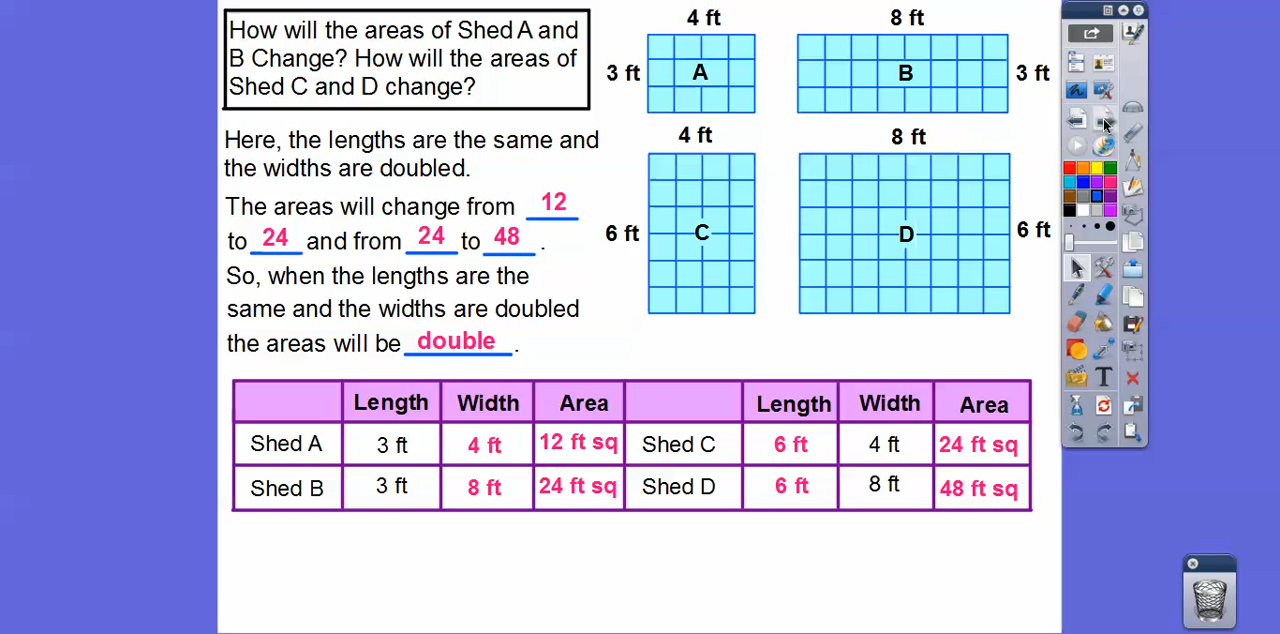 How will the areas of Shed A and
B Change? How will the areas of
Shed C and D change?
4 ft
8 ft
3 ft
A
B
3 ft
4 ft
8 ft
6 ft
C
D
6 ft
Here, the lengths are the same and
the widths are doubled.
The areas will change from 12
to 24 and from 24 to 48 .
So, when the lengths are the
same and the widths are doubled
the areas will be double .
Length Width Area Length Width Area
Shed A 3 ft 4 ft 12 ft sq Shed C 6 ft 4 ft 24 ft sq
Shed B 3 ft 8 ft 24 ft sq Shed D 6 ft 8 ft 48 ft sq
T